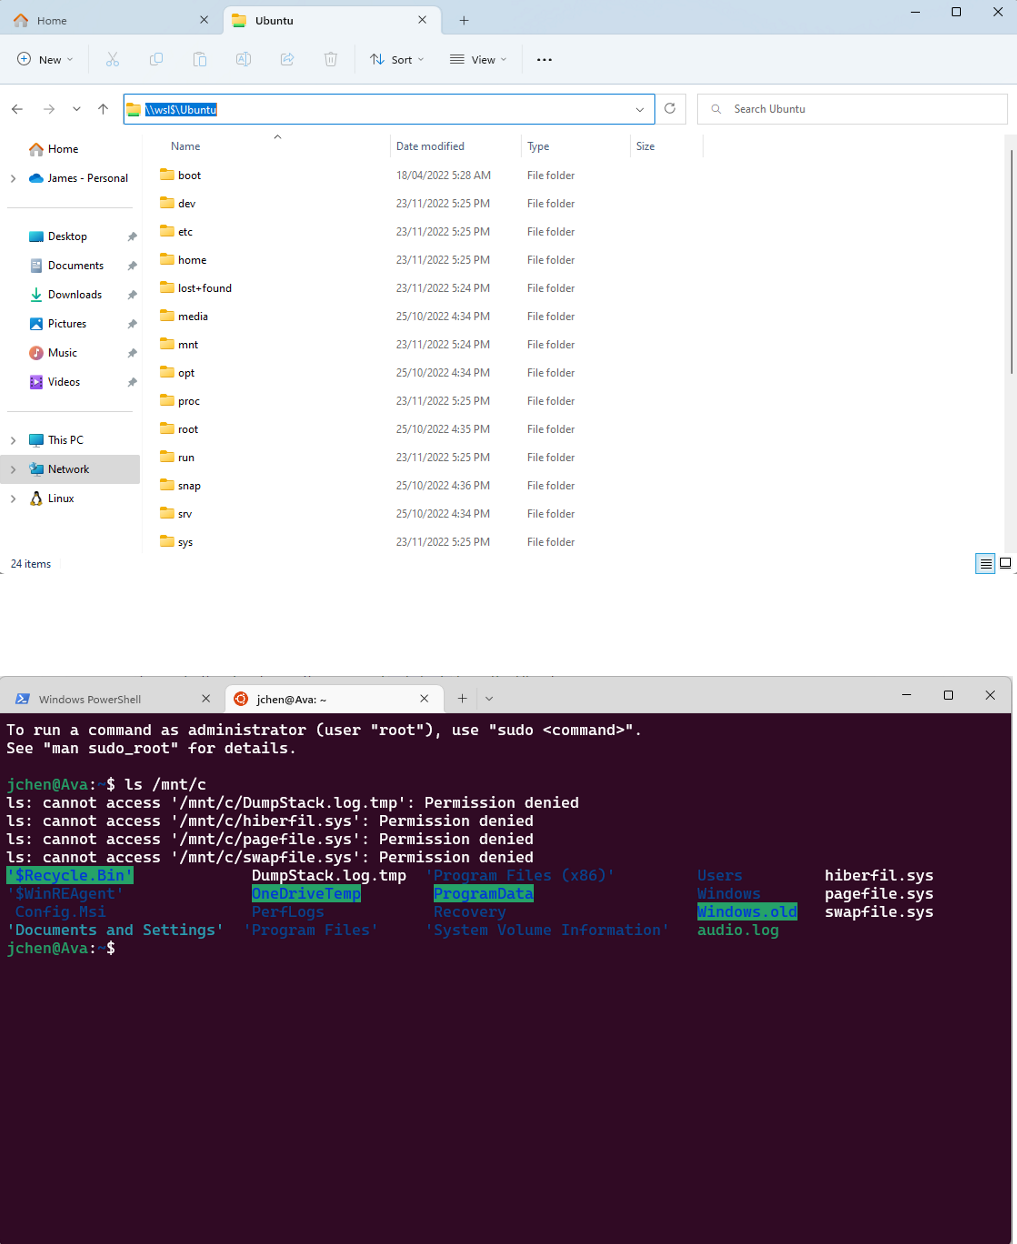 Home
Ubuntu
New
Sort
View
\\wsl$\Ubuntu
Search Ubuntu
Name Date modified Type Size
Home
James - Personal
Desktop
Documents
Downloads
Pictures
Music
Videos
This PC
Network
Linux
boot 18/04/2022 5:28 AM File folder
dev 23/11/2022 5:25 PM File folder
etc 23/11/2022 5:25 PM File folder
home 23/11/2022 5:25 PM File folder
lost+found 23/11/2022 5:24 PM File folder
media 25/10/2022 4:34 PM File folder
mnt 23/11/2022 5:24 PM File folder
opt 25/10/2022 4:34 PM File folder
proc 23/11/2022 5:25 PM File folder
root 25/10/2022 4:35 PM File folder
run 23/11/2022 5:25 PM File folder
snap 25/10/2022 4:36 PM File folder
srv 25/10/2022 4:34 PM File folder
sys 23/11/2022 5:25 PM File folder
24 items
Windows PowerShell
jchen@Ava: ~
To run a command as administrator (user "root"), use "sudo <command>".
See "man sudo_root" for details.
jchen@Ava:~$ ls /mnt/c
ls: cannot access '/mnt/c/DumpStack.log.tmp': Permission denied
ls: cannot access '/mnt/c/hiberfil.sys': Permission denied
ls: cannot access '/mnt/c/pagefile.sys': Permission denied
ls: cannot access '/mnt/c/swapfile.sys': Permission denied
'$Recycle.Bin' DumpStack.log.tmp 'Program Files (x86)' Users hiberfil.sys
'$WinREAgent' OneDriveTemp ProgramData Windows pagefile.sys
Config.Msi PerfLogs Recovery Windows.old swapfile.sys
'Documents and Settings' 'Program Files' 'System Volume Information' audio.log
jchen@Ava:~$